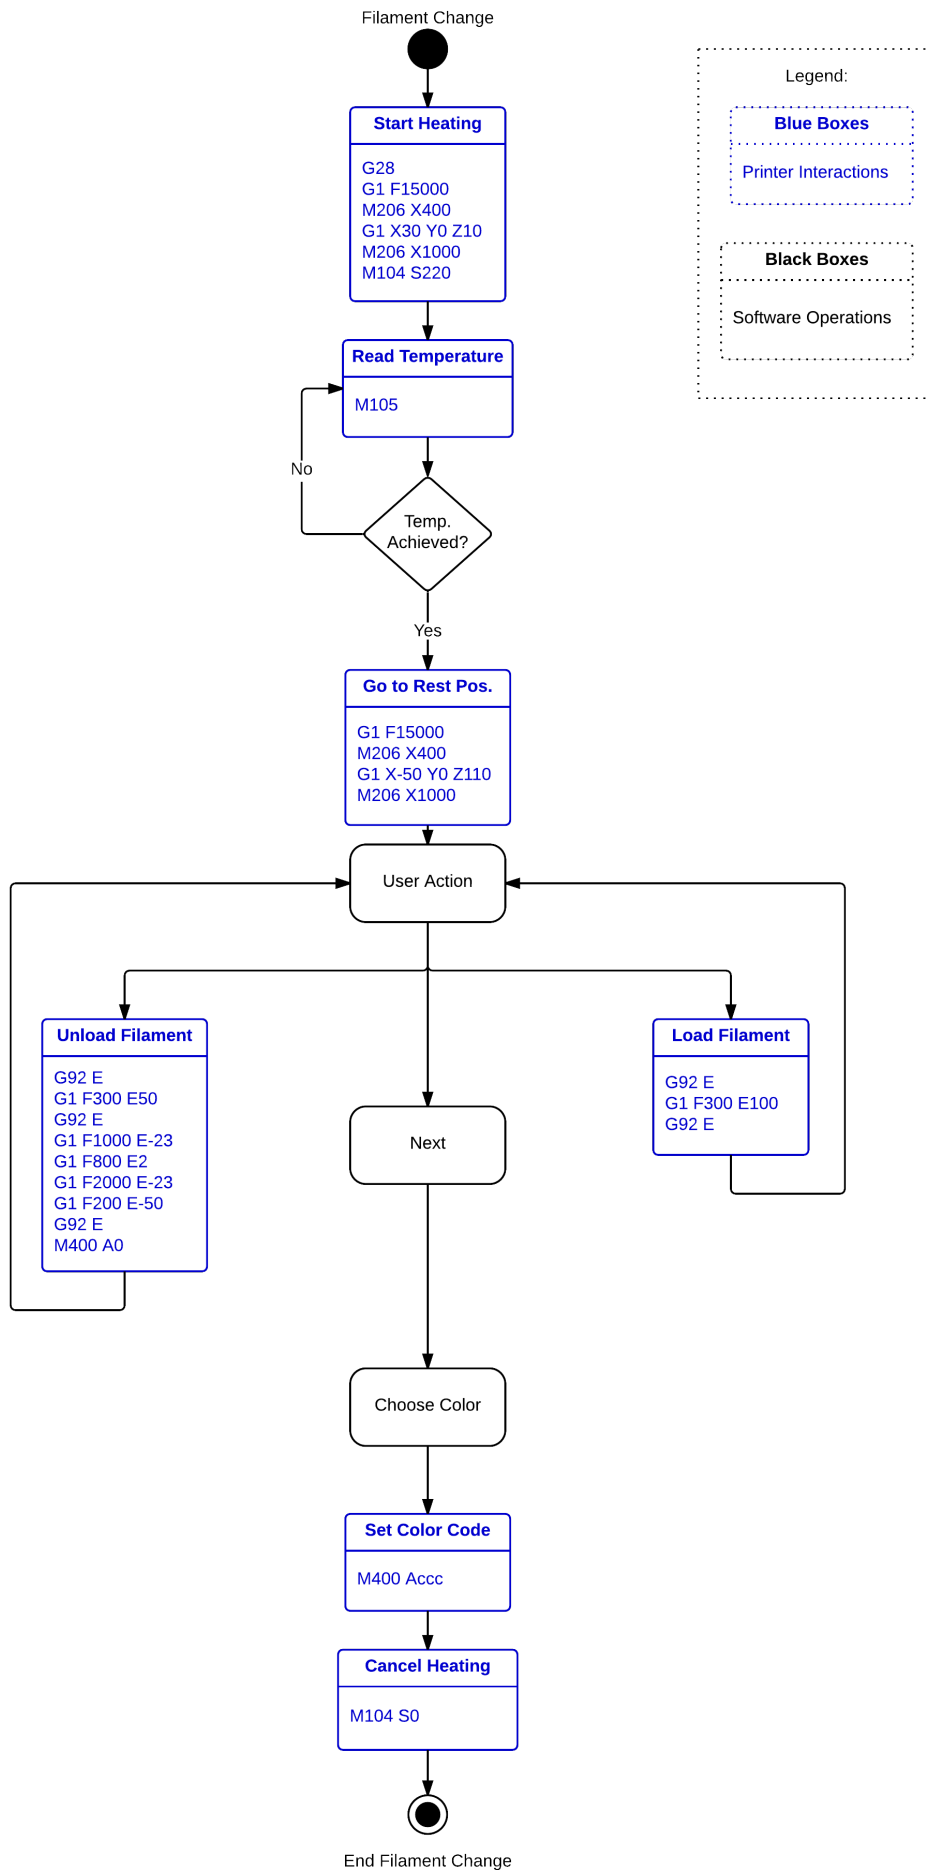 Filament Change
Legend:
Blue Boxes
Printer Interactions
Black Boxes
Software Operations
Start Heating
G28
G1 F15000
M206 X400
G1 X30 Y0 Z10
M206 X1000
M104 S220
Read Temperature
M105
No
Temp.
Achieved?
Yes
Go to Rest Pos.
G1 F15000
M206 X400
G1 X-50 Y0 Z110
M206 X1000
User Action
Unload Filament
G92 E
G1 F300 E50
G92 E
G1 F1000 E-23
G1 F800 E2
G1 F2000 E-23
G1 F200 E-50
G92 E
M400 A0
Next
Load Filament
G92 E
G1 F300 E100
G92 E
Choose Color
Set Color Code
M400 Accc
Cancel Heating
M104 S0
End Filament Change